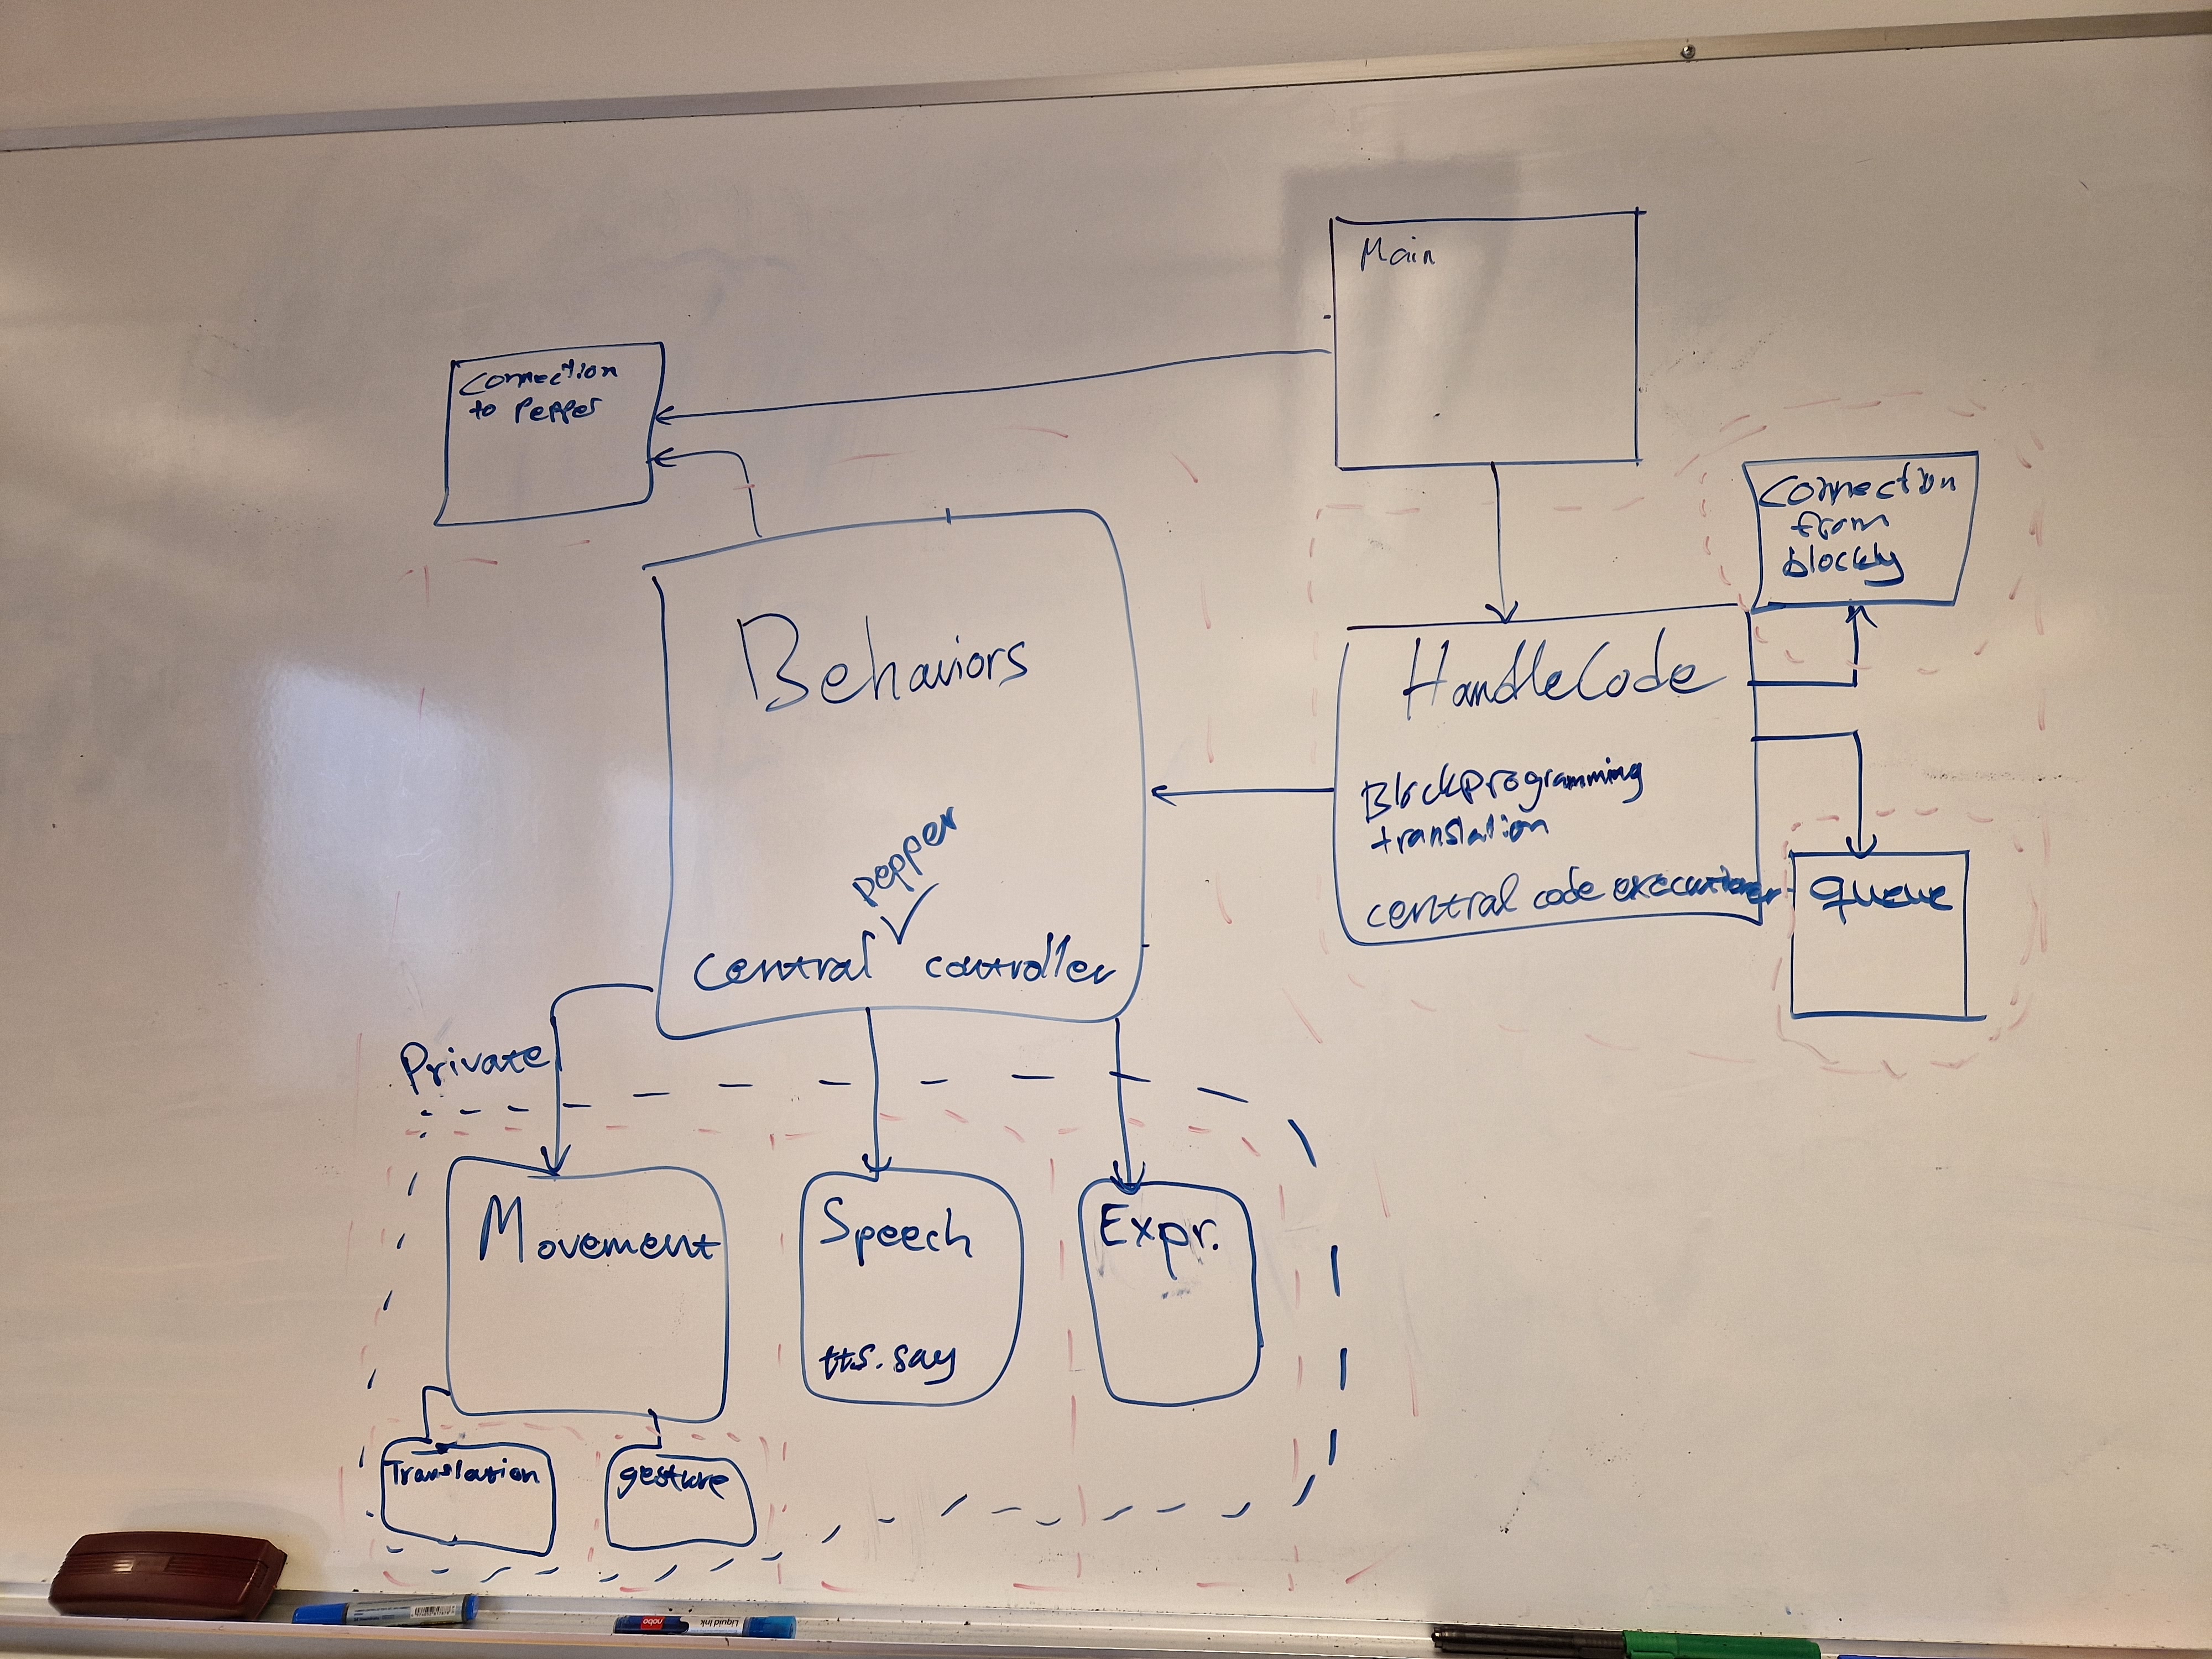 Main
Connection
to Pepper
Connection
from
blockly
Behaviors
pepper
central controller
HandleCode
Blockprogramming
translation
central code executioner
queue
Private
Movement
Speech
tts.say
Expr.
Translation
gesture
Liquid Ink
nobo